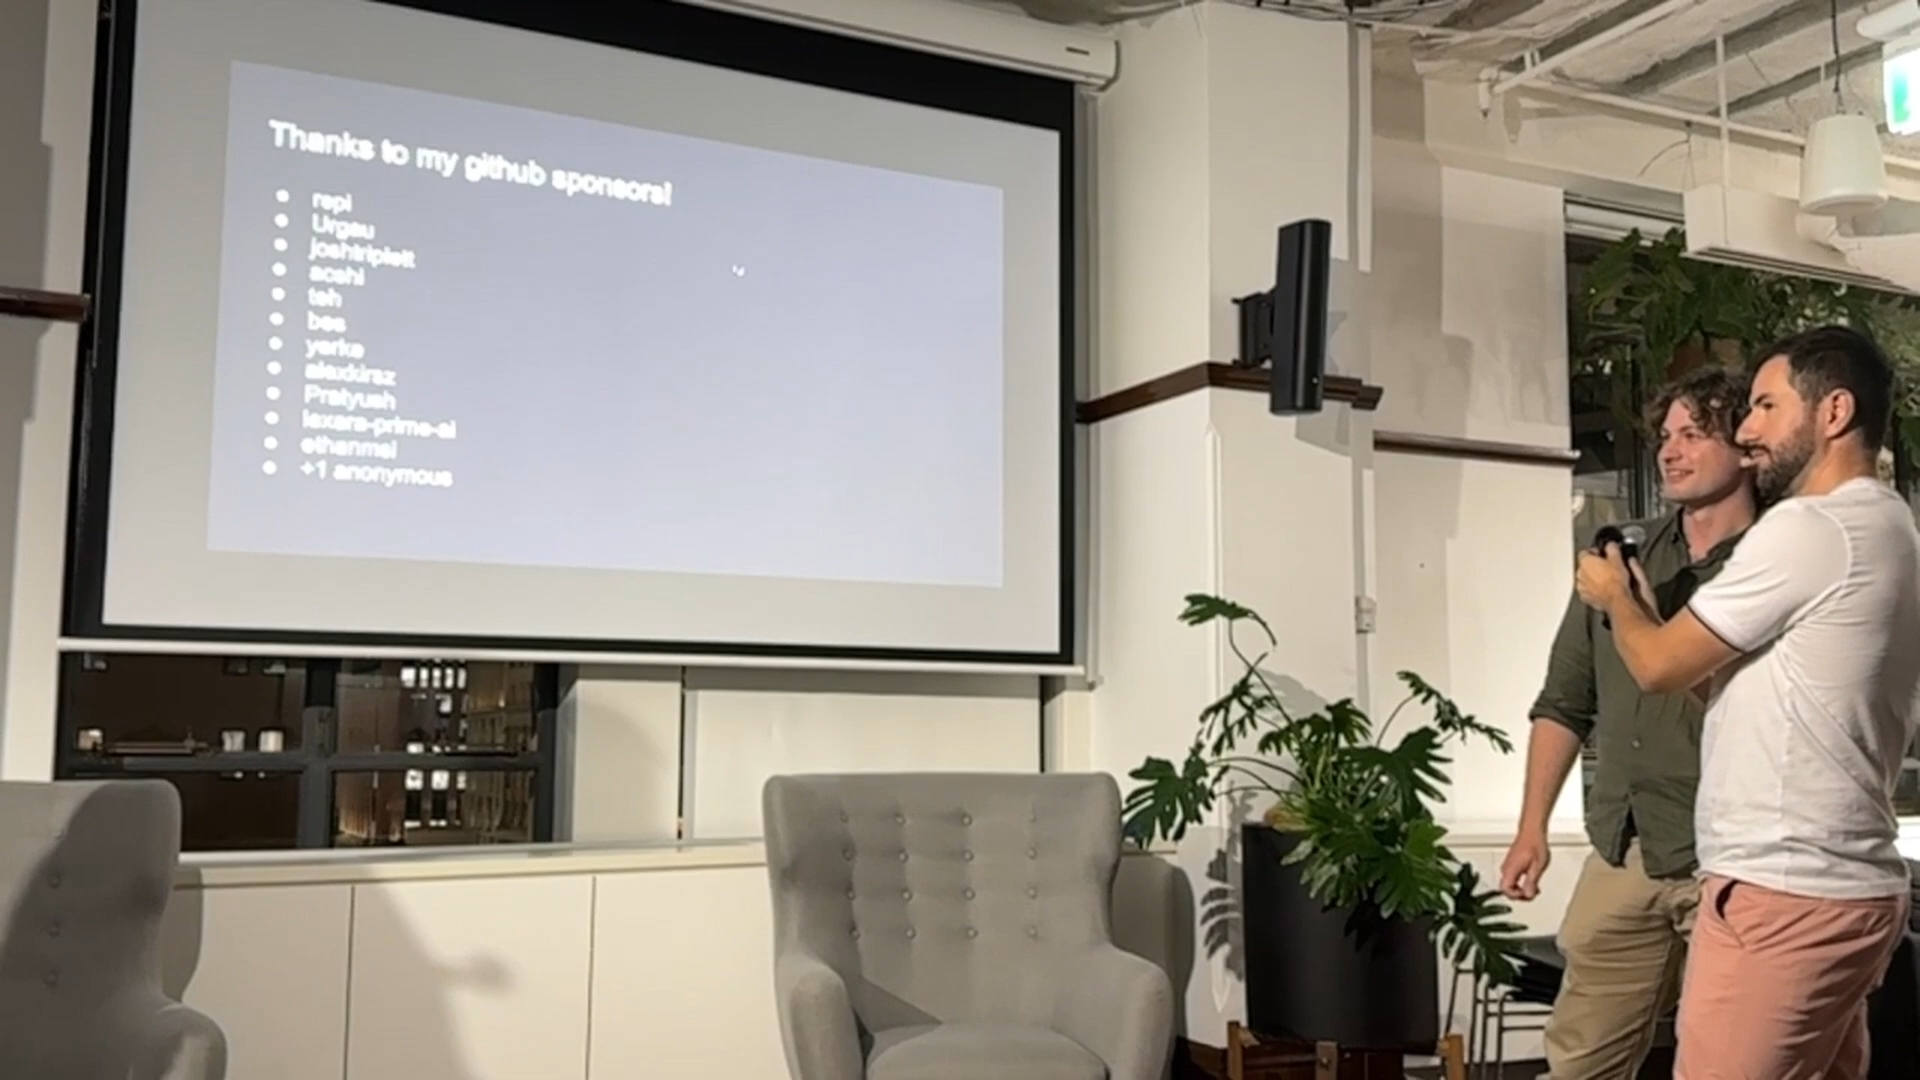 Thanks to my github sponsors!
repi
Urgau
joshtriplett
teh
bes
yerke
alexkirsz
Pratyush
lexara-prime-ai
ethanmsl
+1 anonymous